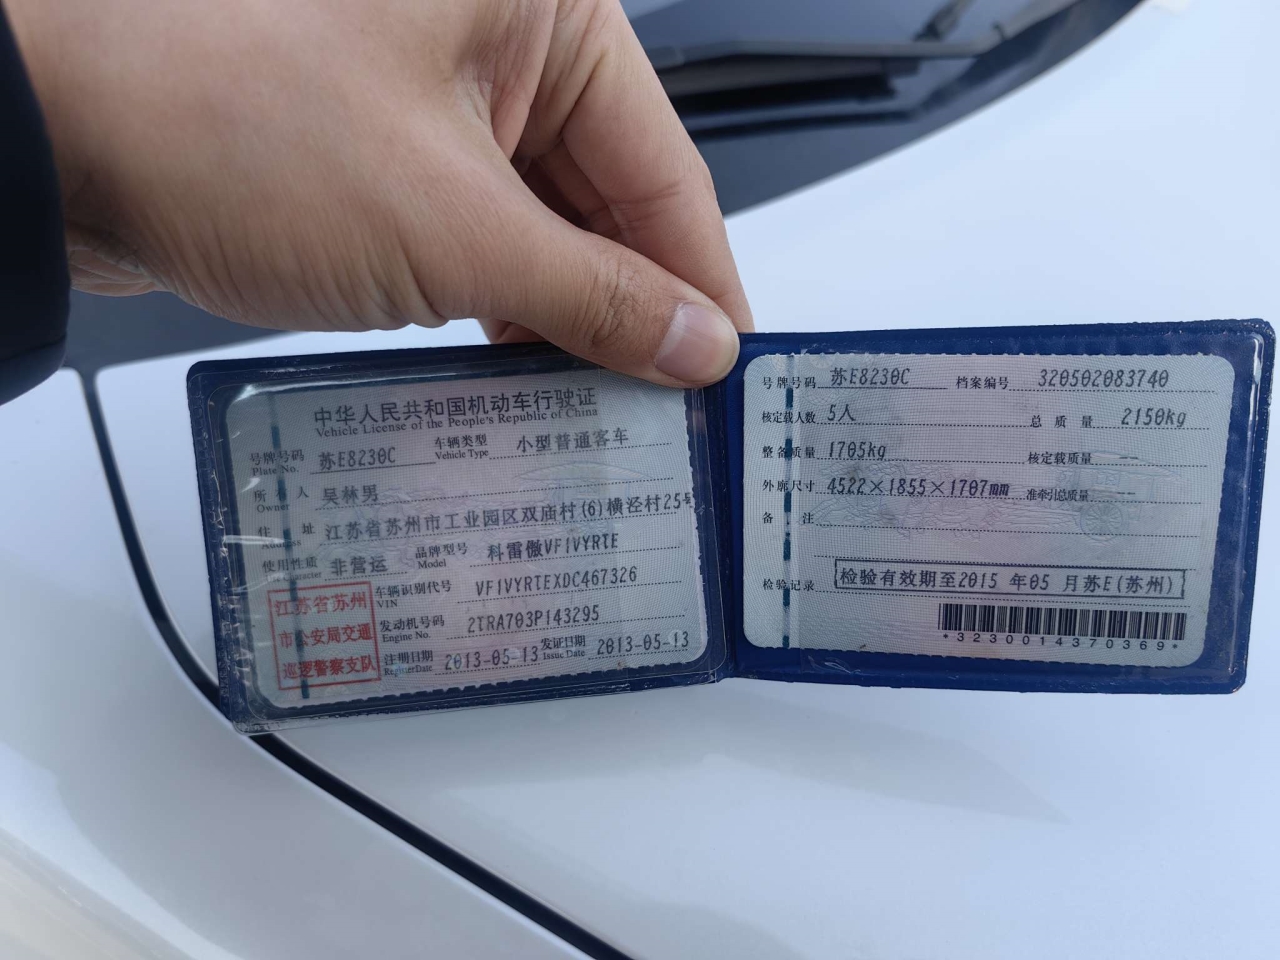 中华人民共和国机动车行驶证
Vehicle License of the People's Republic of China
号牌号码 苏E8230C 车辆类型 小型普通客车
Plate No. Vehicle Type
所有人 吴林男
Owner
住址 江苏省苏州市工业园区双庙村(6)横泾村25号
Address
使用性质 非营运 品牌型号 科雷傲VF1VYRTE
Use Character Model
车辆识别代号 VF1VYRTEXDC467326
VIN
发动机号码 2TRA703P143295
Engine No.
注册日期 2013-05-13 发证日期 2013-05-13
Register Date Issue Date
江苏省苏州
市公安局交通
巡逻警察支队
号牌号码 苏E8230C 档案编号 320502083740
核定载人数 5人 总质量 2150kg
整备质量 1705kg 核定载质量 --
外廓尺寸 4522×1855×1707mm 准牵引总质量 --
备注
检验记录 检验有效期至2015 年05 月苏E(苏州)
*3230014370369*